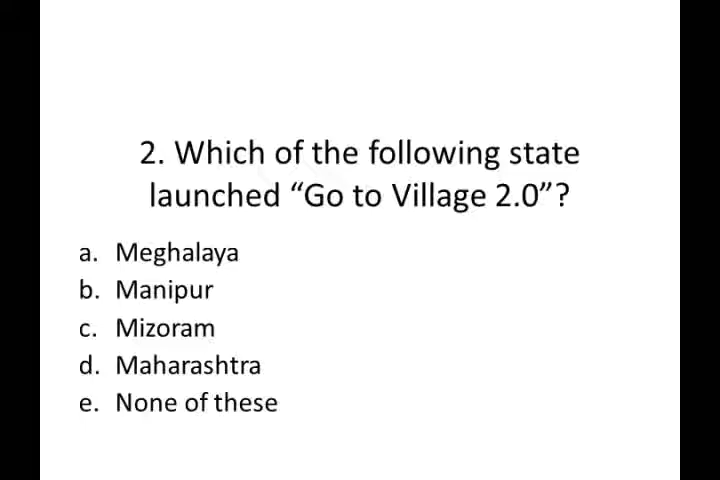 2. Which of the following state
launched “Go to Village 2.0”?
a. Meghalaya
b. Manipur
c. Mizoram
d. Maharashtra
e. None of these